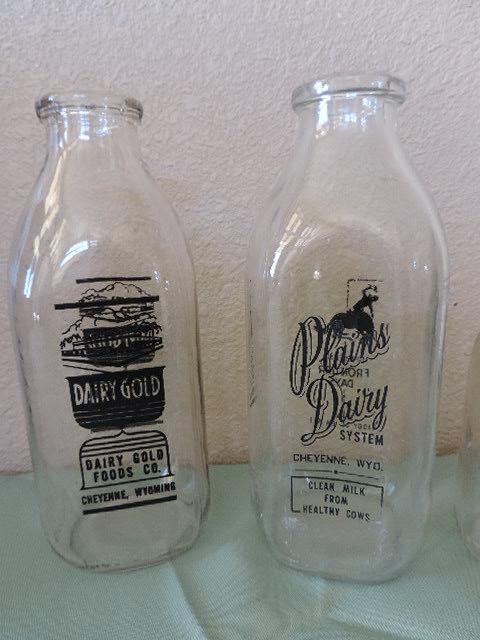 DAIRY GOLD
DAIRY GOLD
FOODS CO.
CHEYENNE, WYOMING
Plains
Dairy
SYSTEM
CHEYENNE, WYO.
CLEAN MILK
FROM
HEALTHY COWS